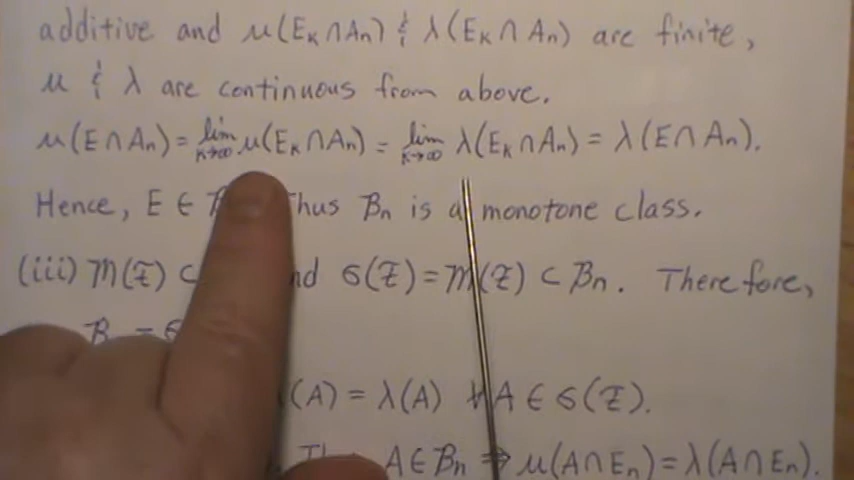 additive and μ(E_K ∩ A_n) & λ(E_K ∩ A_n) are finite,
μ & λ are continuous from above.
μ(E ∩ A_n) = lim_{K→∞} μ(E_K ∩ A_n) = lim_{K→∞} λ(E_K ∩ A_n) = λ(E ∩ A_n).
Hence, E ∈ Thus ℬ_n is a monotone class.
(iii) 𝔐(Ƶ) ⊂ σ(Ƶ) = 𝔐(Ƶ) ⊂ ℬ_n. Therefore,
(A) = λ(A) ∀ A ∈ σ(Ƶ).
A ∈ ℬ_n ⇒ μ(A ∩ E_n) = λ(A ∩ E_n).